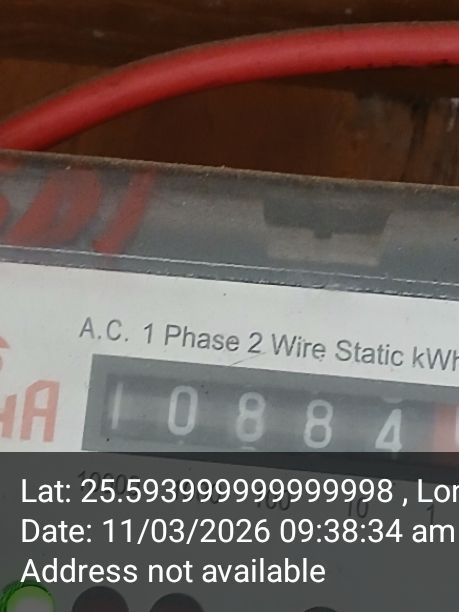 A.C. 1 Phase 2 Wire Static kWh
10884
Lat: 25.593999999999998 , Lon
Date: 11/03/2026 09:38:34 am
Address not available